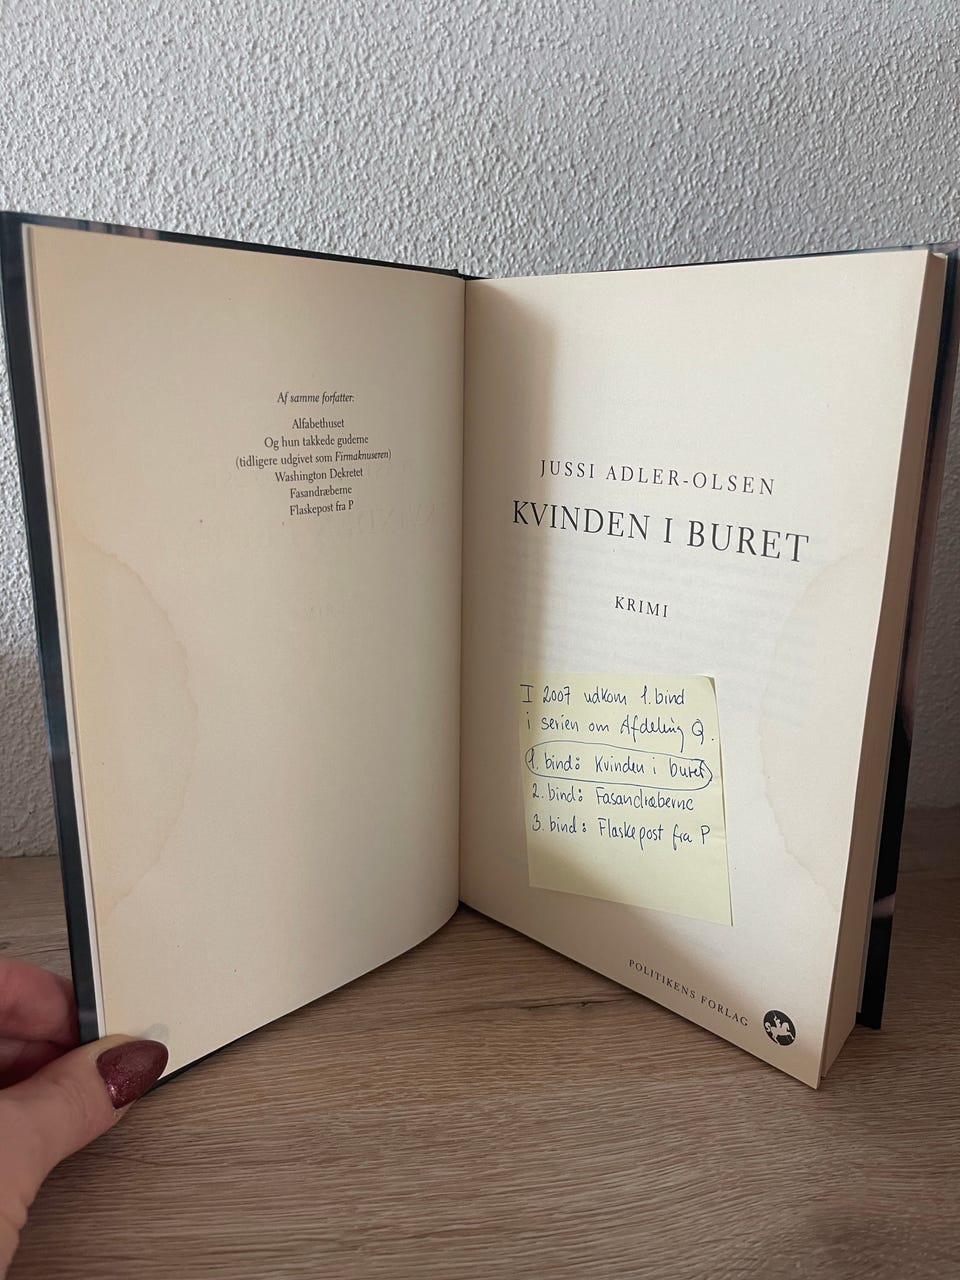 Af samme forfatter:
Alfabethuset
Og hun takkede guderne
(tidligere udgivet som Firmaknuseren)
Washington Dekretet
Fasandræberne
Flaskepost fra P
JUSSI ADLER-OLSEN
KVINDEN I BURET
KRIMI
I 2007 udkom 1. bind
i serien om Afdeling Q.
1. bind: Kvinden i buret
2. bind: Fasandræberne
3. bind: Flaskepost fra P
POLITIKENS FORLAG